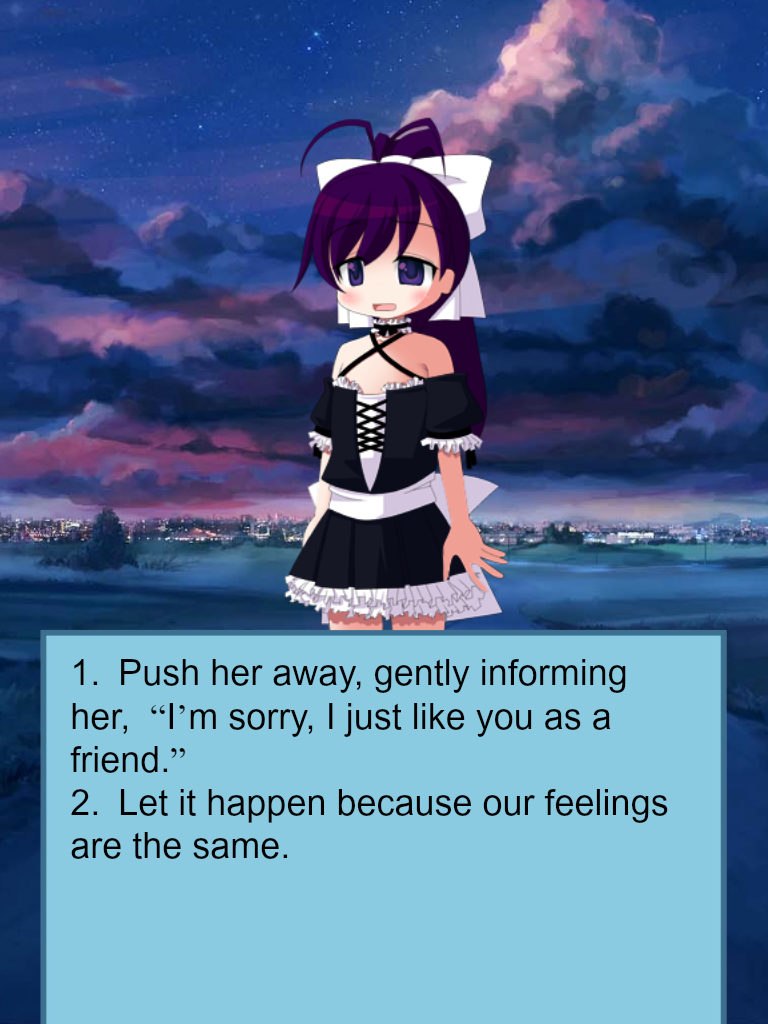 1.  Push her away, gently informing
her,  “I’m sorry, I just like you as a
friend.”
2.  Let it happen because our feelings
are the same.